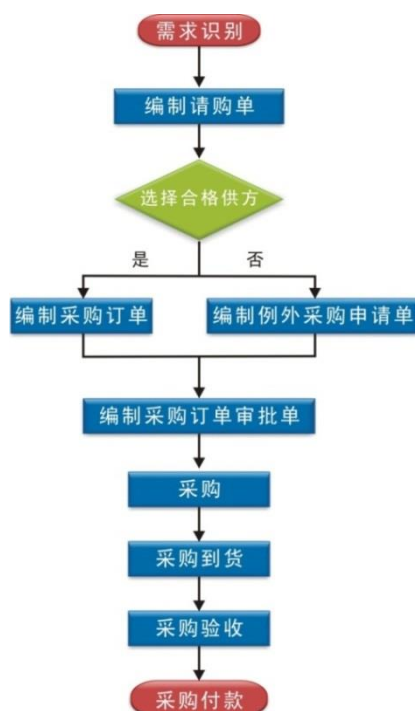 需求识别
编制请购单
选择合格供方
是
否
编制采购订单
编制例外采购申请单
编制采购订单审批单
采购
采购到货
采购验收
采购付款